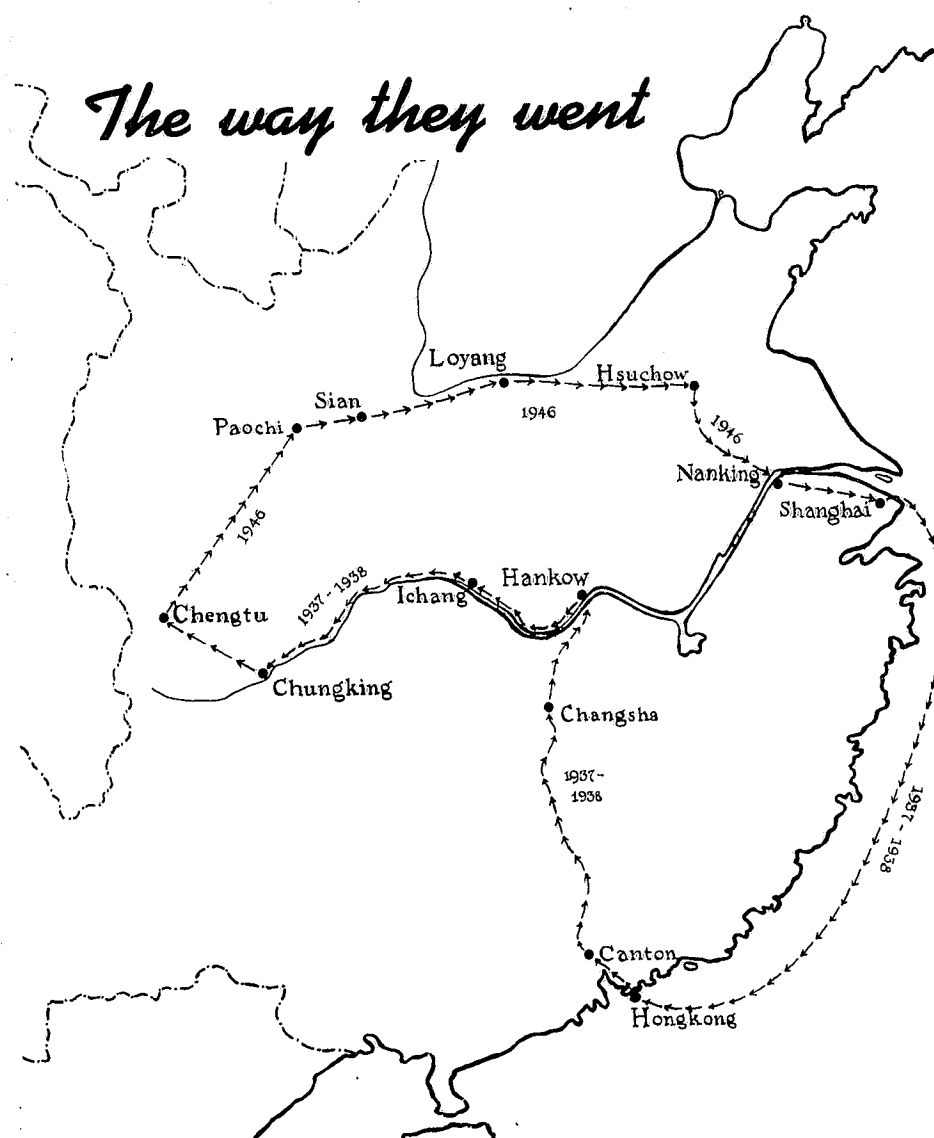 The way they went
Loyang
Hsuchow
Sian
Paochi
1946
1946
Nanking
Shanghai
1946
1937-1938
Ichang
Hankow
Chengtu
Chungking
Changsha
1937-
1938
1937-1938
Canton
Hongkong